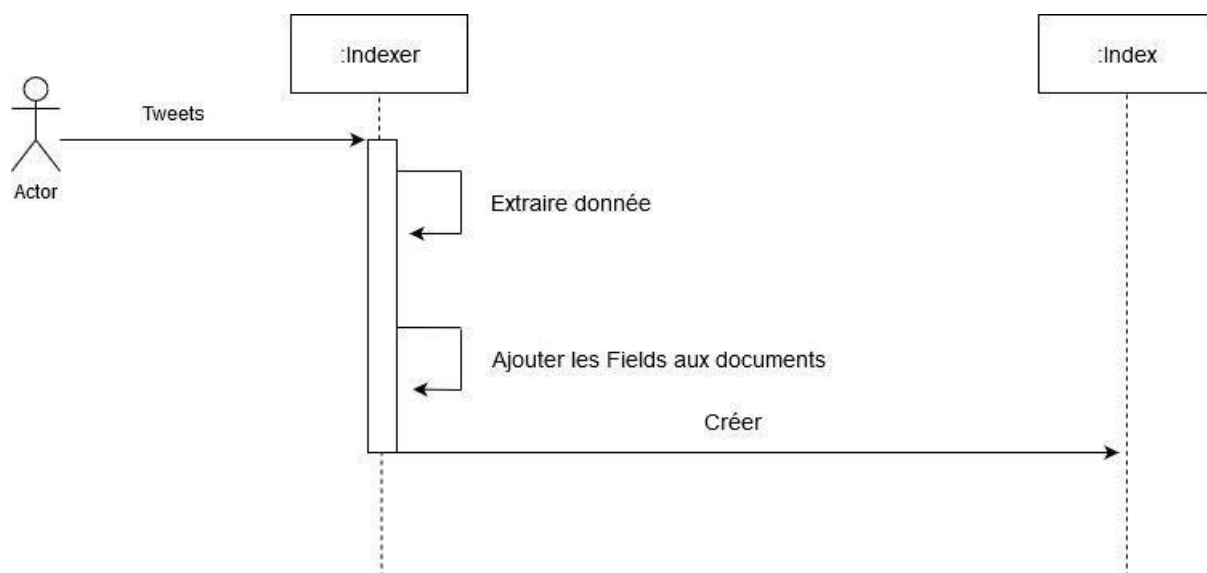 :Indexer
:Index
Tweets
Actor
Extraire donnée
Ajouter les Fields aux documents
Créer